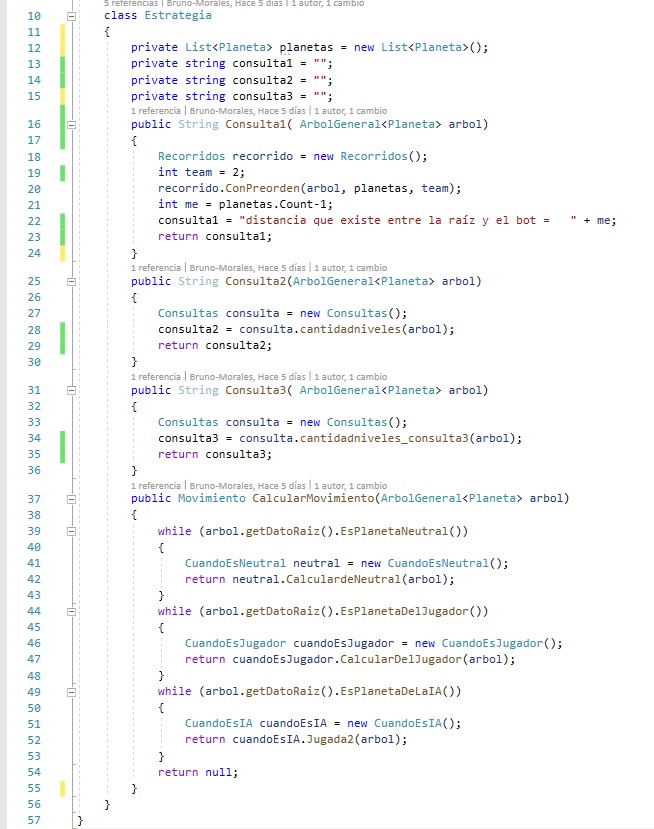 5 referencias | Bruno-Morales, Hace 5 días | 1 autor, 1 cambio
10 class Estrategia
11 {
12 private List<Planeta> planetas = new List<Planeta>();
13 private string consulta1 = "";
14 private string consulta2 = "";
15 private string consulta3 = "";
1 referencia | Bruno-Morales, Hace 5 días | 1 autor, 1 cambio
16 public String Consulta1( ArbolGeneral<Planeta> arbol)
17 {
18 Recorridos recorrido = new Recorridos();
19 int team = 2;
20 recorrido.ConPreorden(arbol, planetas, team);
21 int me = planetas.Count-1;
22 consulta1 = "distancia que existe entre la raíz y el bot =   " + me;
23 return consulta1;
24 }
1 referencia | Bruno-Morales, Hace 5 días | 1 autor, 1 cambio
25 public String Consulta2(ArbolGeneral<Planeta> arbol)
26 {
27 Consultas consulta = new Consultas();
28 consulta2 = consulta.cantidadniveles(arbol);
29 return consulta2;
30 }
1 referencia | Bruno-Morales, Hace 5 días | 1 autor, 1 cambio
31 public String Consulta3( ArbolGeneral<Planeta> arbol)
32 {
33 Consultas consulta = new Consultas();
34 consulta3 = consulta.cantidadniveles_consulta3(arbol);
35 return consulta3;
36 }
1 referencia | Bruno-Morales, Hace 5 días | 1 autor, 1 cambio
37 public Movimiento CalcularMovimiento(ArbolGeneral<Planeta> arbol)
38 {
39 while (arbol.getDatoRaiz().EsPlanetaNeutral())
40 {
41 CuandoEsNeutral neutral = new CuandoEsNeutral();
42 return neutral.CalculardeNeutral(arbol);
43 }
44 while (arbol.getDatoRaiz().EsPlanetaDelJugador())
45 {
46 CuandoEsJugador cuandoEsJugador = new CuandoEsJugador();
47 return cuandoEsJugador.CalcularDelJugador(arbol);
48 }
49 while (arbol.getDatoRaiz().EsPlanetaDeLaIA())
50 {
51 CuandoEsIA cuandoEsIA = new CuandoEsIA();
52 return cuandoEsIA.Jugada2(arbol);
53 }
54 return null;
55 }
56 }
57 }